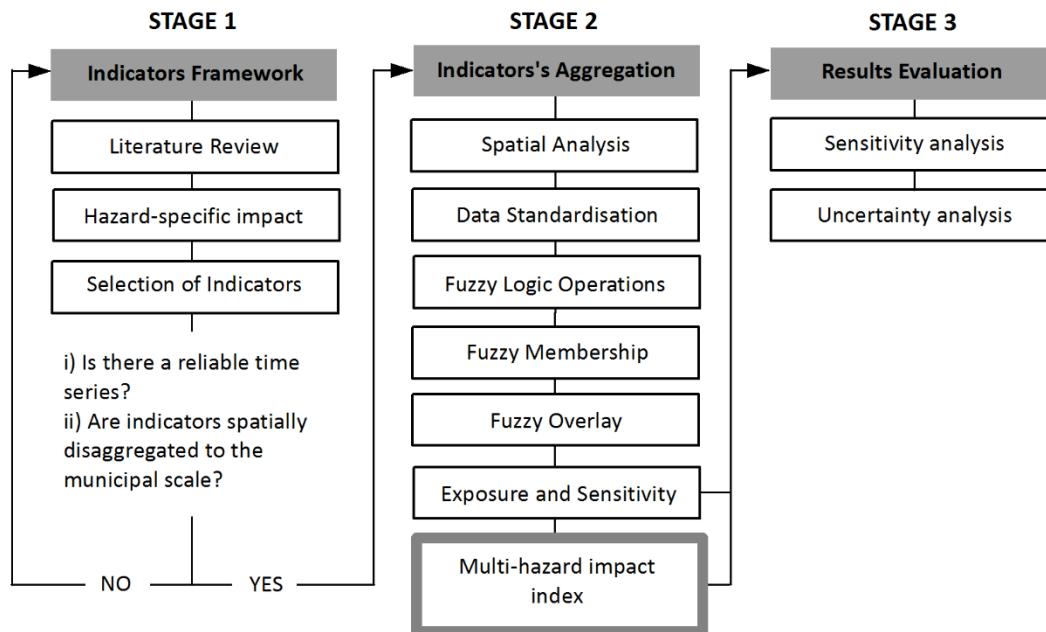 STAGE 1
Indicators Framework
Literature Review
Hazard-specific impact
Selection of Indicators
i) Is there a reliable time
series?
ii) Are indicators spatially
disaggregated to the
municipal scale?
NO
YES
STAGE 2
Indicators's Aggregation
Spatial Analysis
Data Standardisation
Fuzzy Logic Operations
Fuzzy Membership
Fuzzy Overlay
Exposure and Sensitivity
Multi-hazard impact
index
STAGE 3
Results Evaluation
Sensitivity analysis
Uncertainty analysis